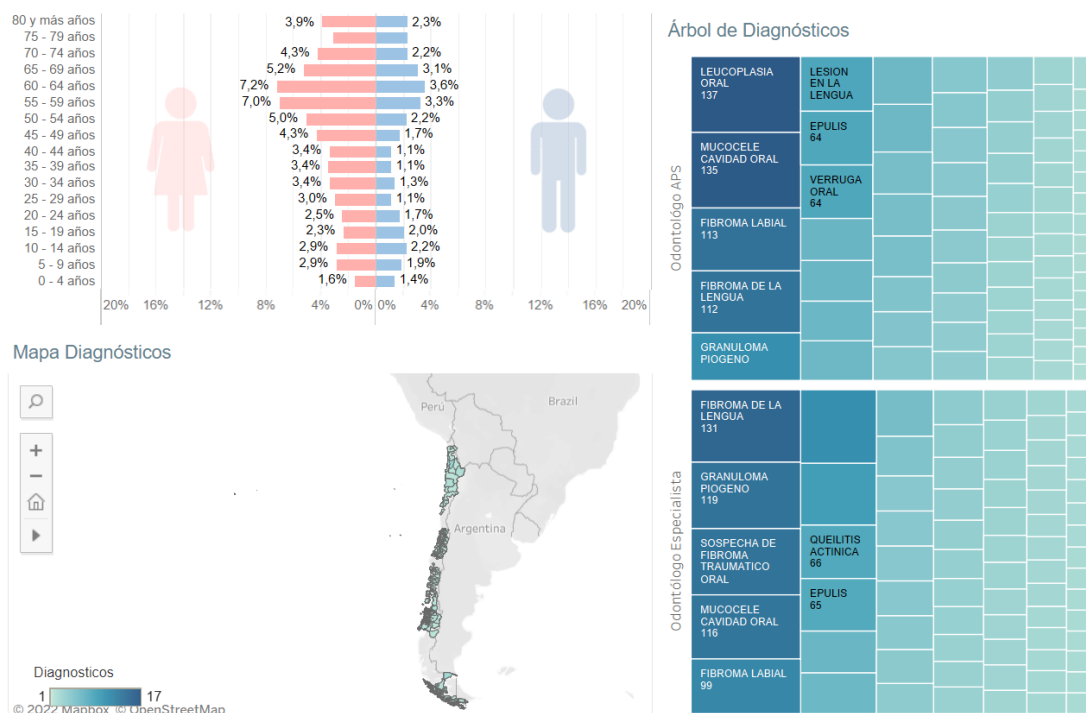 80 y más años
3,9%
2,3%
75 - 79 años
70 - 74 años
4,3%
2,2%
65 - 69 años
5,2%
3,1%
60 - 64 años
7,2%
3,6%
55 - 59 años
7,0%
3,3%
50 - 54 años
5,0%
2,2%
45 - 49 años
4,3%
1,7%
40 - 44 años
3,4%
1,1%
35 - 39 años
3,4%
1,1%
30 - 34 años
3,4%
1,3%
25 - 29 años
3,0%
1,1%
20 - 24 años
2,5%
1,7%
15 - 19 años
2,3%
2,0%
10 - 14 años
2,9%
2,2%
5 - 9 años
2,9%
1,9%
0 - 4 años
1,6%
1,4%
20% 16% 12% 8% 4% 0% 0% 4% 8% 12% 16% 20%
Mapa Diagnósticos
Perú
Brazil
Argentina
Diagnosticos
1
17
© 2022 Mapbox © OpenStreetMap
Árbol de Diagnósticos
Odontológo APS
LEUCOPLASIA
ORAL
137
MUCOCELE
CAVIDAD ORAL
135
FIBROMA LABIAL
113
FIBROMA DE LA
LENGUA
112
GRANULOMA
PIOGENO
LESION
EN LA
LENGUA
EPULIS
64
VERRUGA
ORAL
64
Odontólogo Especialista
FIBROMA DE LA
LENGUA
131
GRANULOMA
PIOGENO
119
SOSPECHA DE
FIBROMA
TRAUMATICO
ORAL
MUCOCELE
CAVIDAD ORAL
116
FIBROMA LABIAL
99
QUEILITIS
ACTINICA
66
EPULIS
65